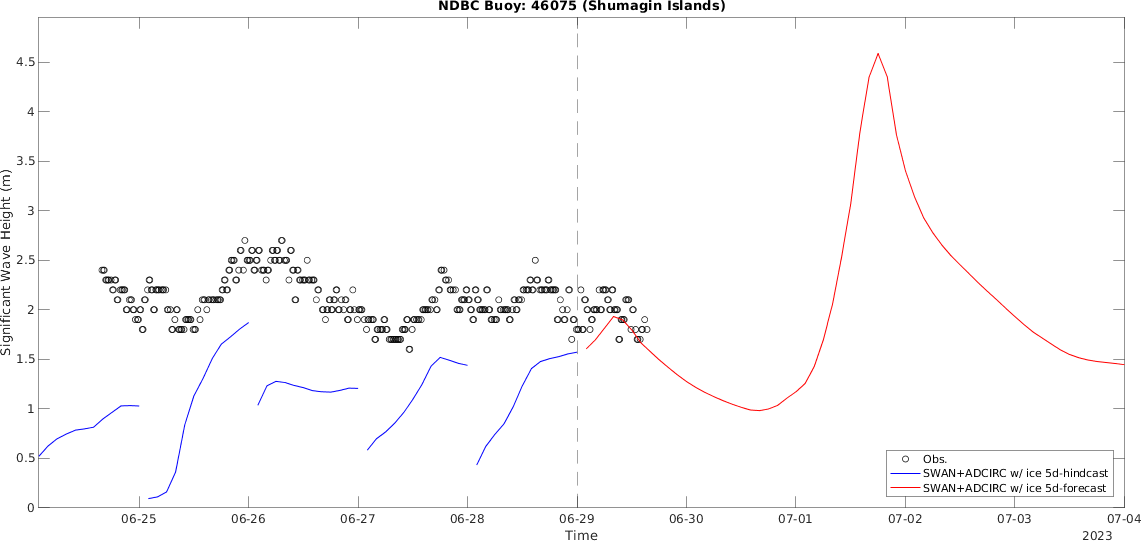 NDBC Buoy: 46075 (Shumagin Islands)
Significant Wave Height (m)
4.5
4
3.5
3
2.5
2
1.5
1
0.5
0
Obs.
SWAN+ADCIRC w/ ice 5d-hindcast
SWAN+ADCIRC w/ ice 5d-forecast
06-25 06-26 06-27 06-28 06-29 06-30 07-01 07-02 07-03 07-04
Time
2023